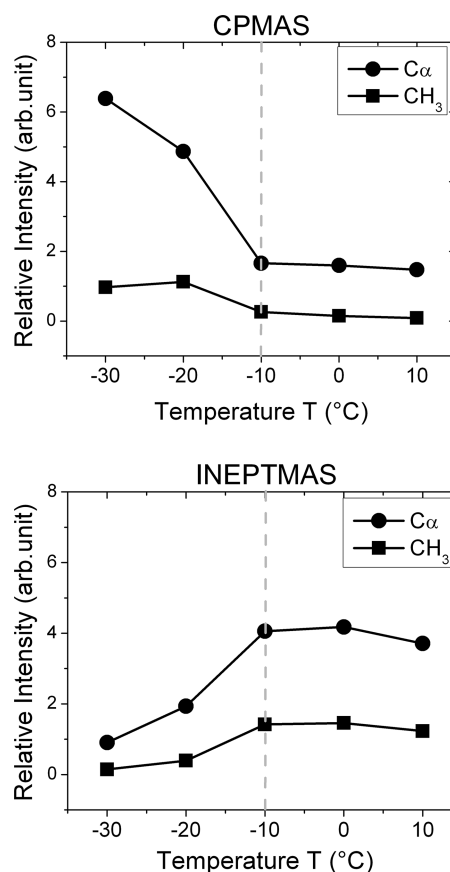 CPMAS
8
6
4
2
0
Relative Intensity (arb.unit)
Cα
CH₃
-30 -20 -10 0 10
Temperature T (°C)
INEPTMAS
8
6
4
2
0
Relative Intensity (arb.unit)
Cα
CH₃
-30 -20 -10 0 10
Temperature T (°C)